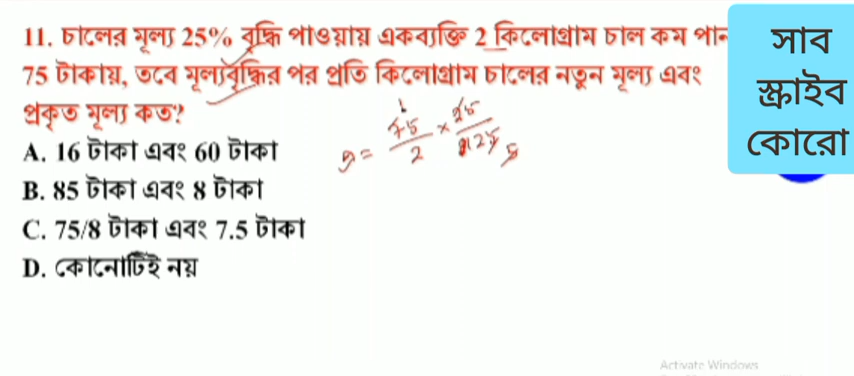 11. চালের মূল্য 25% বৃদ্ধি পাওয়ায় একব্যক্তি 2 কিলোগ্রাম চাল কম পান
75 টাকায়, তবে মূল্যবৃদ্ধির পর প্রতি কিলোগ্রাম চালের নতুন মূল্য এবং
প্রকৃত মূল্য কত?
A. 16 টাকা এবং 60 টাকা
B. 85 টাকা এবং 8 টাকা
C. 75/8 টাকা এবং 7.5 টাকা
D. কোনোটিই নয়
সাব
স্ক্রাইব
কোরো
Activate Windows